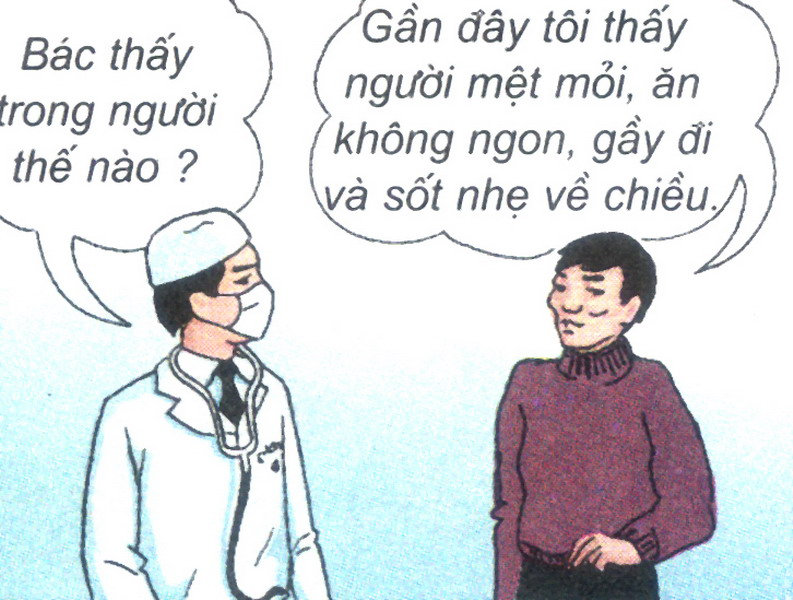 Bác thấy
trong người
thế nào ?
Gần đây tôi thấy
người mệt mỏi, ăn
không ngon, gầy đi
và sốt nhẹ về chiều.